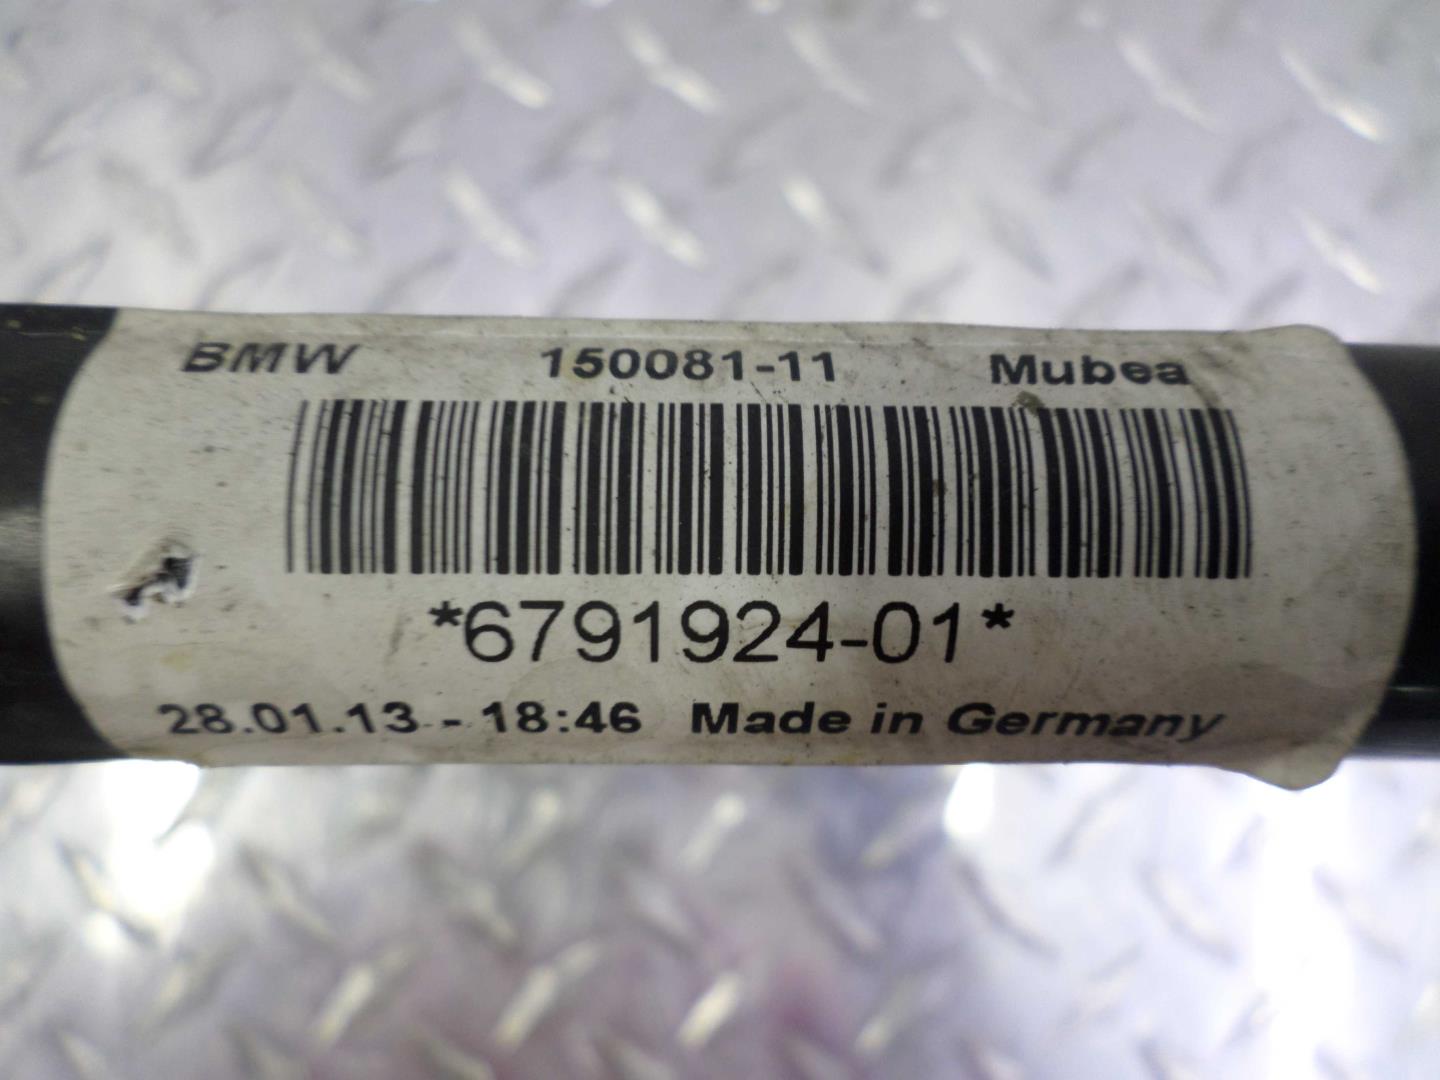 BMW 150081-11 Mubea
*6791924-01*
28.01.13 - 18:46 Made in Germany